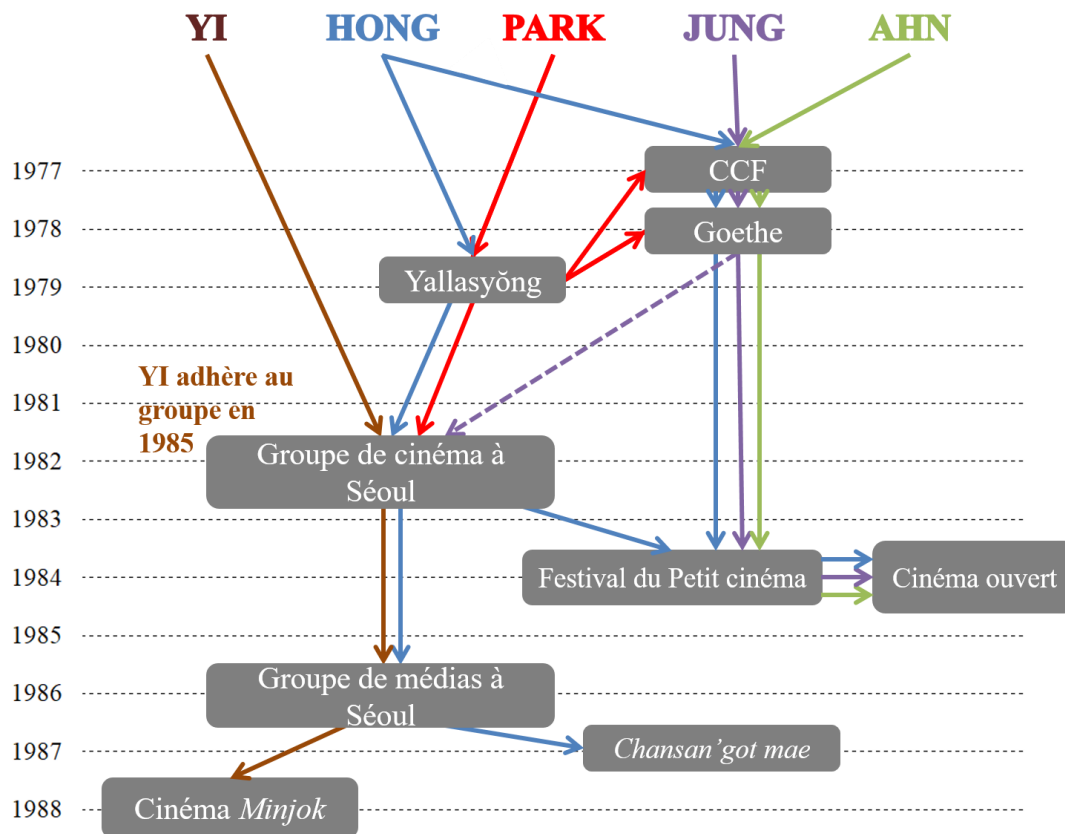 YI HONG PARK JUNG AHN
1977 CCF
1978 Goethe
1979 Yallasyŏng
1980
YI adhère au
groupe en
1985
1981
1982 Groupe de cinéma à
Séoul
1983
1984 Festival du Petit cinéma Cinéma ouvert
1985
1986 Groupe de médias à
Séoul
1987 Chansan’got mae
1988 Cinéma Minjok